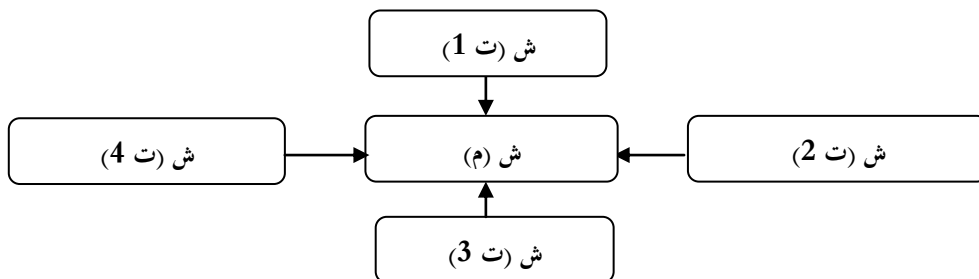 ش (ت 1)
ش (ت 2)
ش (م)
ش (ت 4)
ش (ت 3)